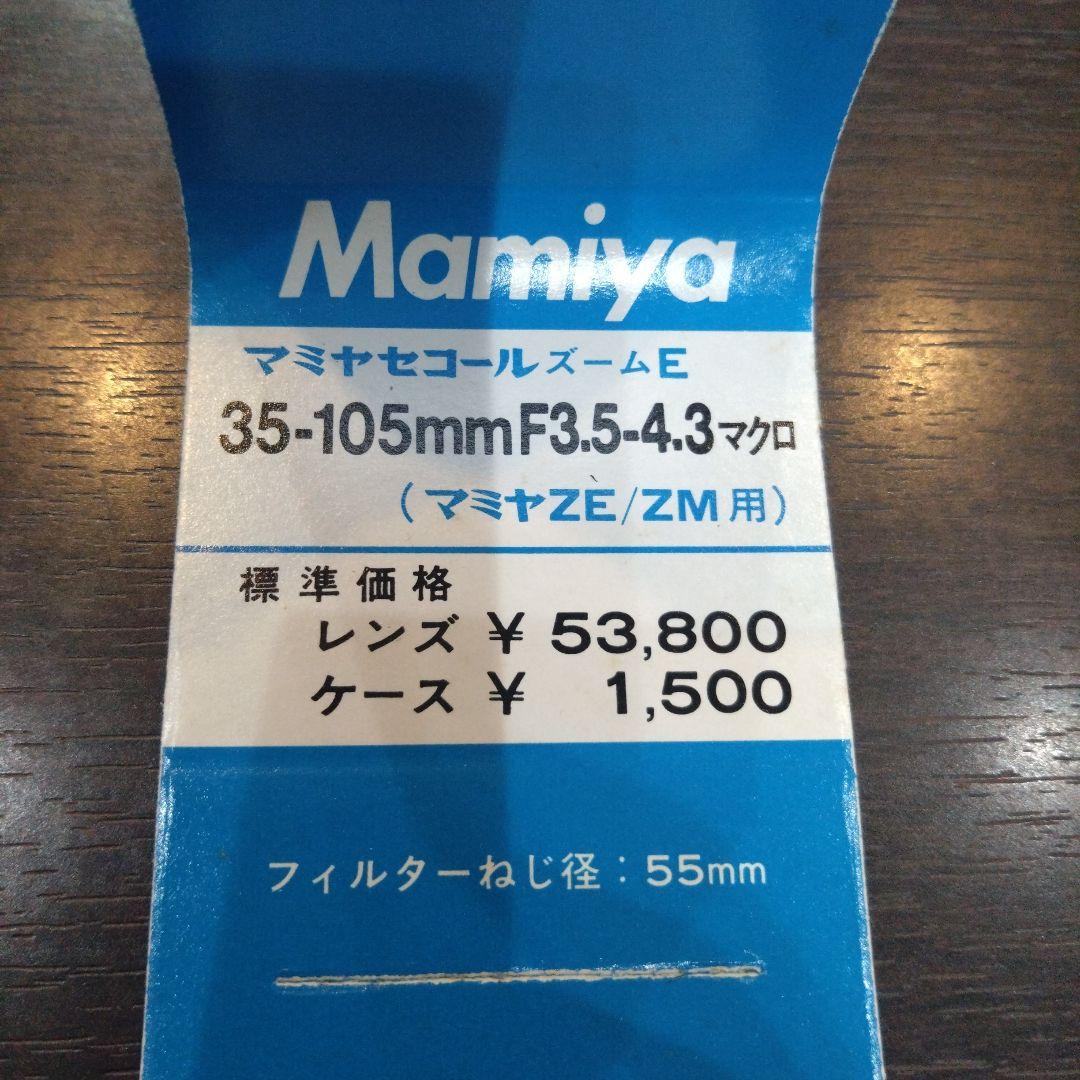 Mamiya
マミヤセコールズームE
35-105mmF3.5-4.3マクロ
(マミヤZE/ZM用)
標準価格
レンズ ¥ 53,800
ケース ¥ 1,500
フィルターねじ径：55mm